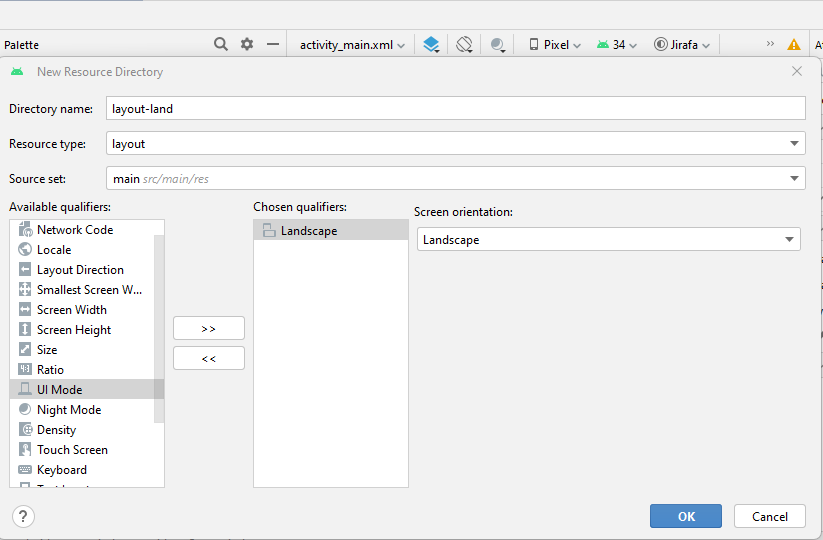 Palette activity_main.xml Pixel 34 Jirafa >>
New Resource Directory
Directory name: layout-land
Resource type: layout
Source set: main src/main/res
Available qualifiers:
Network Code
Locale
Layout Direction
Smallest Screen W...
Screen Width
Screen Height
Size
4:3 Ratio
UI Mode
Night Mode
Density
Touch Screen
Keyboard
>>
<<
Chosen qualifiers:
Landscape
Screen orientation:
Landscape
?
OK Cancel